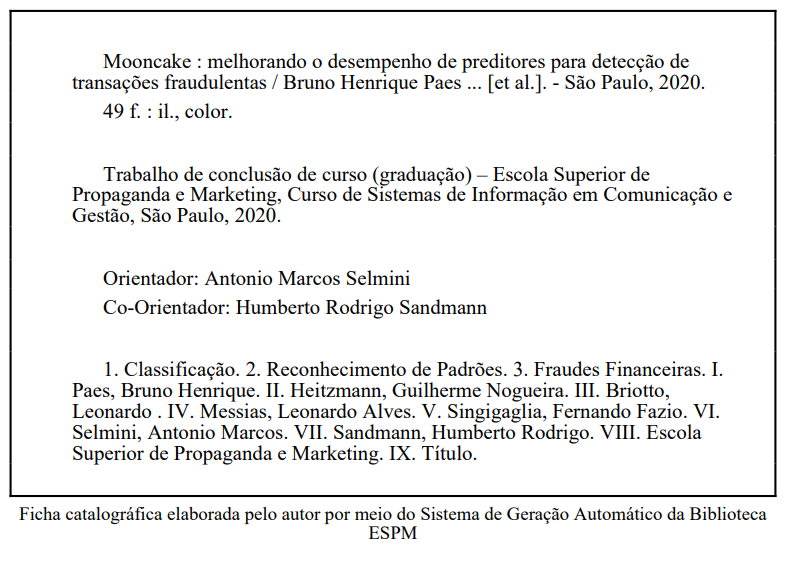 Mooncake : melhorando o desempenho de preditores para detecção de
transações fraudulentas / Bruno Henrique Paes ... [et al.]. - São Paulo, 2020.
49 f. : il., color.
Trabalho de conclusão de curso (graduação) – Escola Superior de
Propaganda e Marketing, Curso de Sistemas de Informação em Comunicação e
Gestão, São Paulo, 2020.
Orientador: Antonio Marcos Selmini
Co-Orientador: Humberto Rodrigo Sandmann
1. Classificação. 2. Reconhecimento de Padrões. 3. Fraudes Financeiras. I.
Paes, Bruno Henrique. II. Heitzmann, Guilherme Nogueira. III. Briotto,
Leonardo . IV. Messias, Leonardo Alves. V. Singigaglia, Fernando Fazio. VI.
Selmini, Antonio Marcos. VII. Sandmann, Humberto Rodrigo. VIII. Escola
Superior de Propaganda e Marketing. IX. Título.
Ficha catalográfica elaborada pelo autor por meio do Sistema de Geração Automático da Biblioteca
ESPM